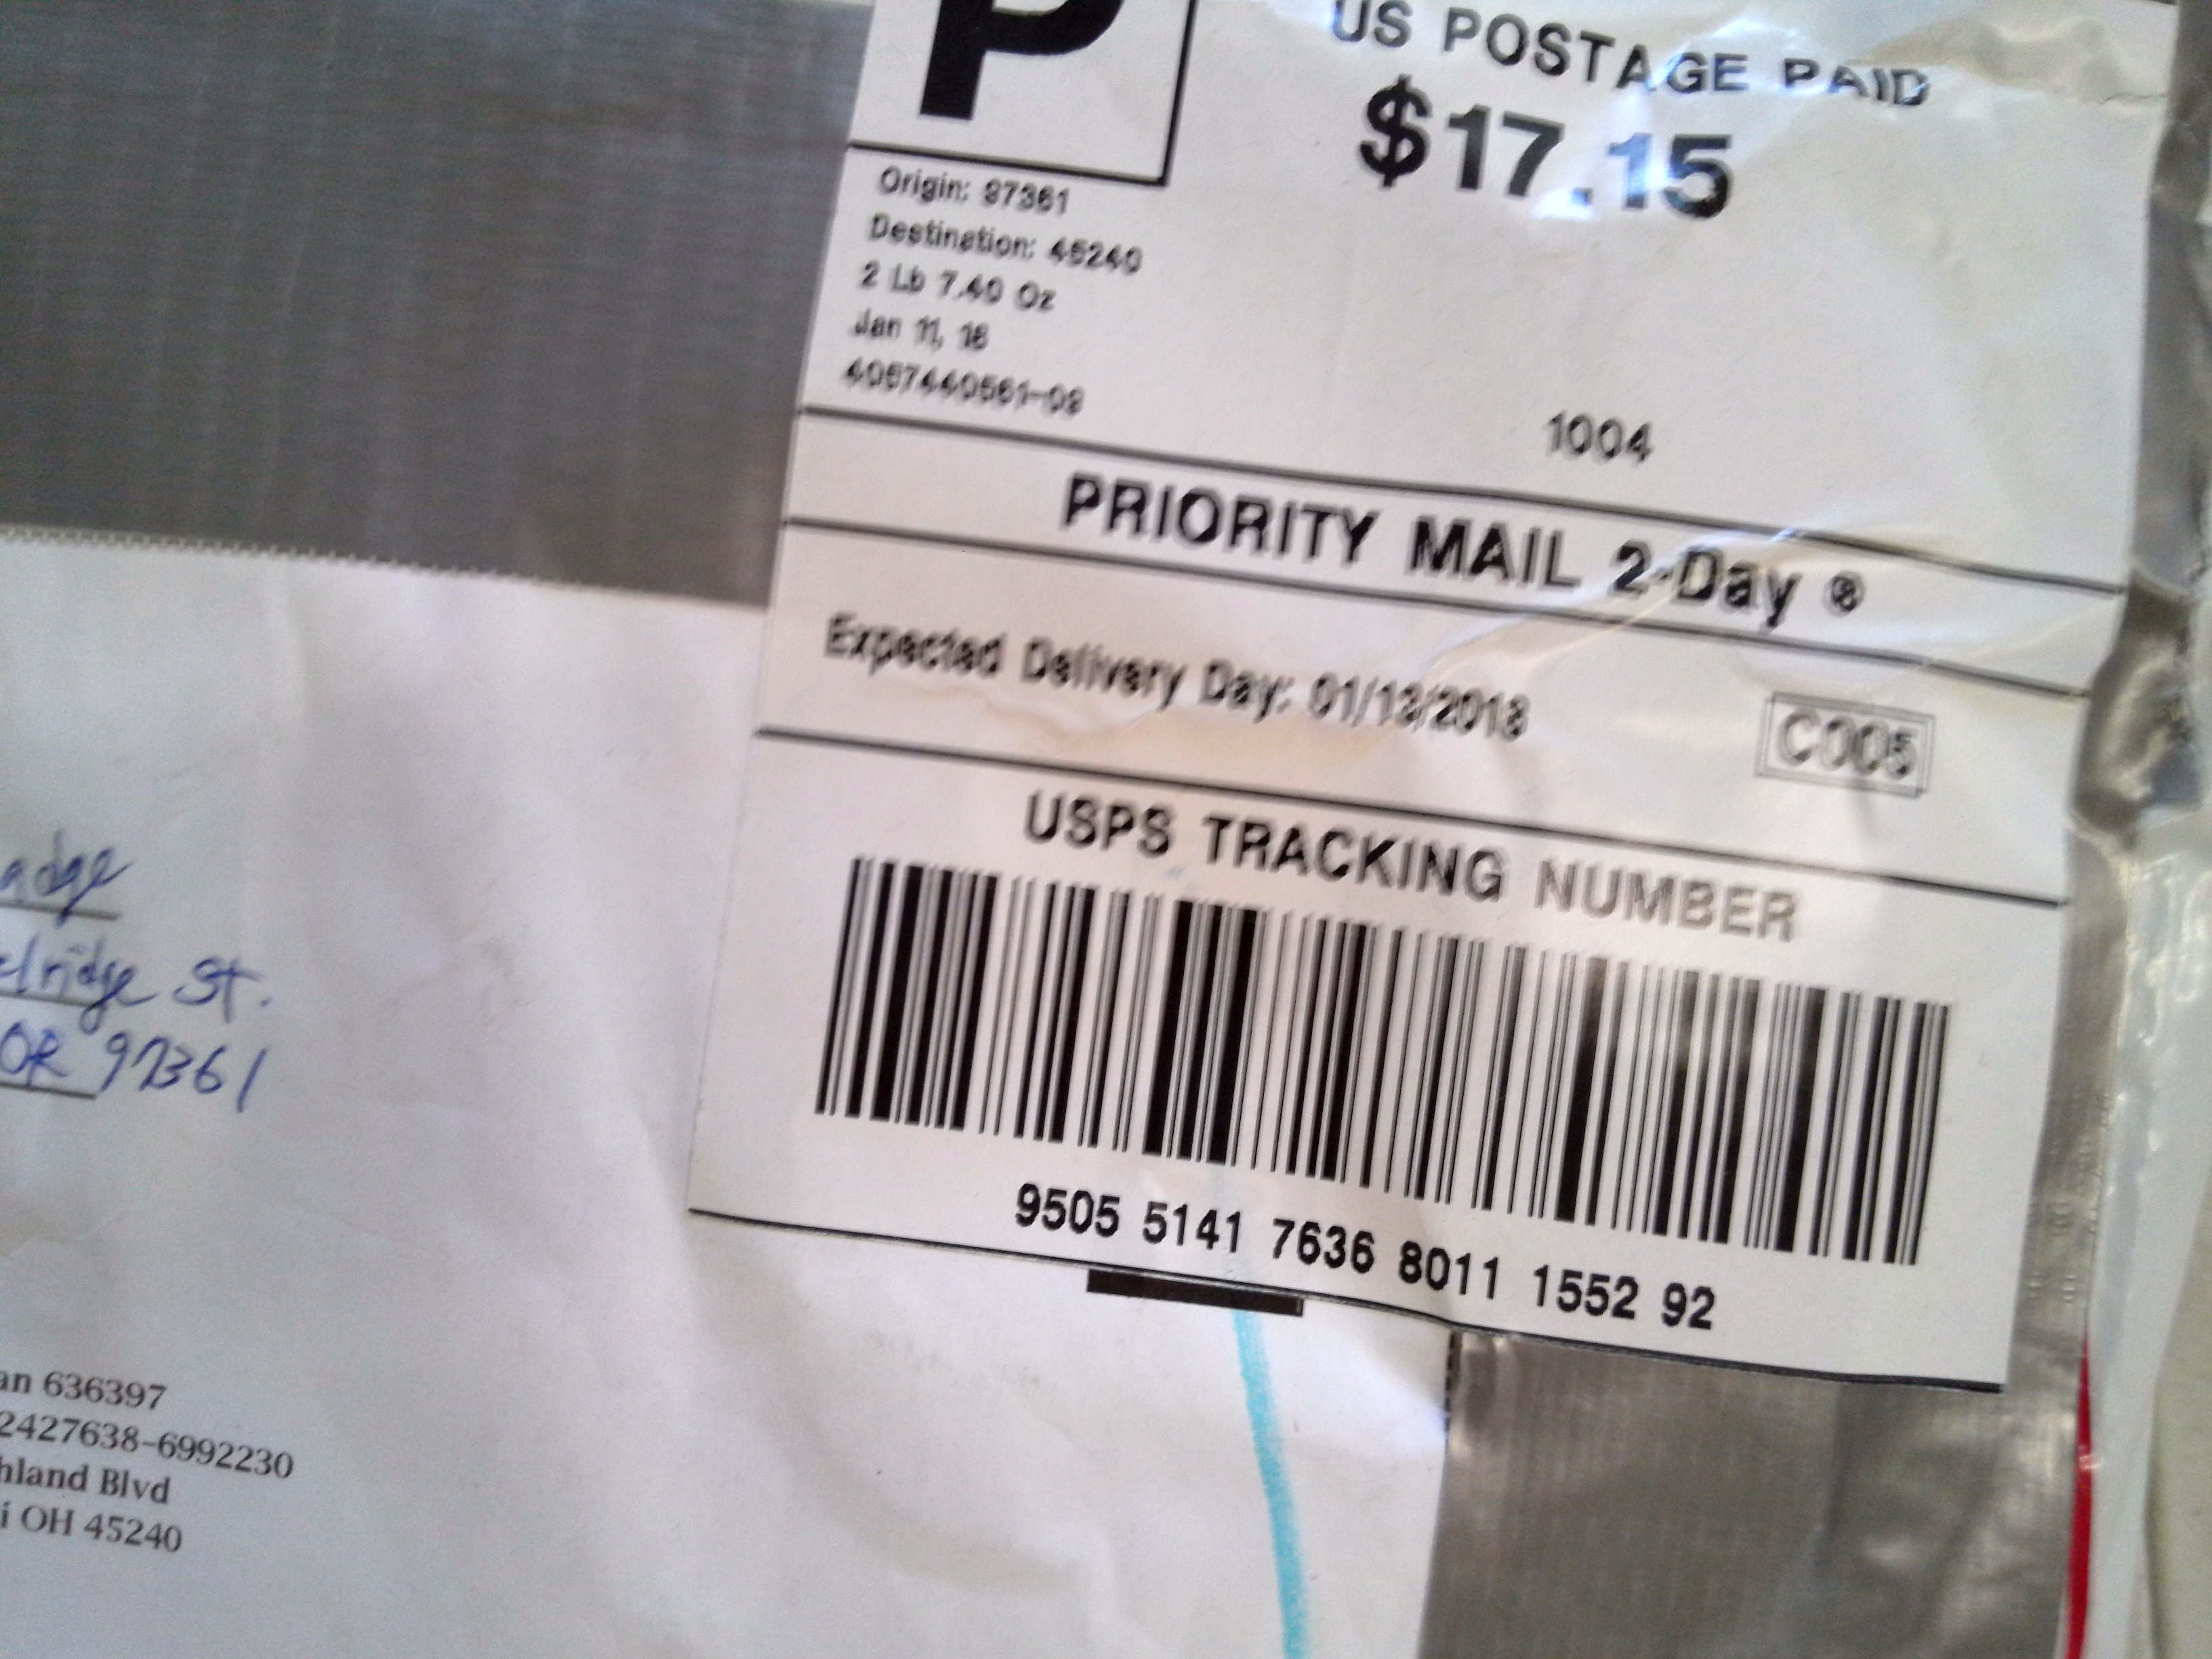 P
US POSTAGE PAID
$17.15
Origin: 97361
Destination: 45240
2 Lb 7.40 Oz
Jan 11, 18
4057440561-09
1004
PRIORITY MAIL 2-Day ®
Expected Delivery Day: 01/13/2018
C005
USPS TRACKING NUMBER
9505 5141 7636 8011 1552 92
adge
elridge St.
OR 97361
an 636397
2427638-6992230
hland Blvd
i OH 45240